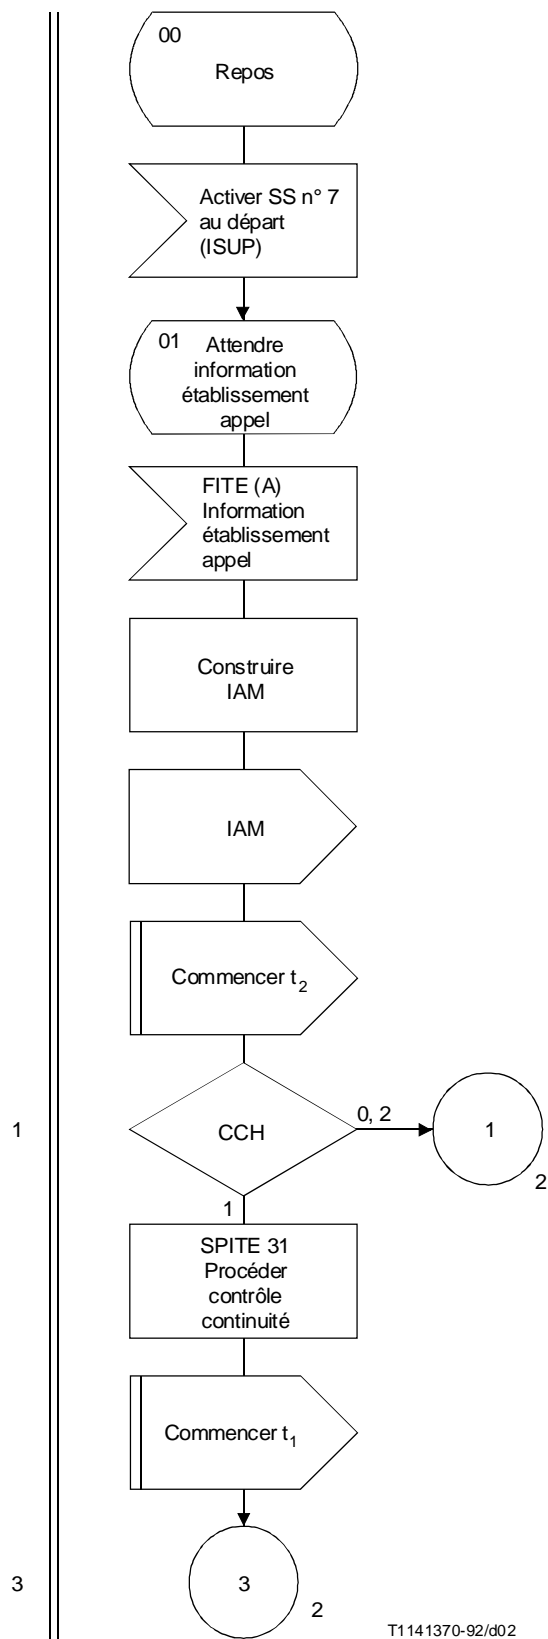 00
Repos
Activer SS n° 7
au départ
(ISUP)
01 Attendre
information
établissement
appel
FITE (A)
Information
établissement
appel
Construire
IAM
IAM
Commencer t2
1
CCH
0, 2
1
2
1
SPITE 31
Procéder
contrôle
continuité
Commencer t1
3
3
2
T1141370-92/d02